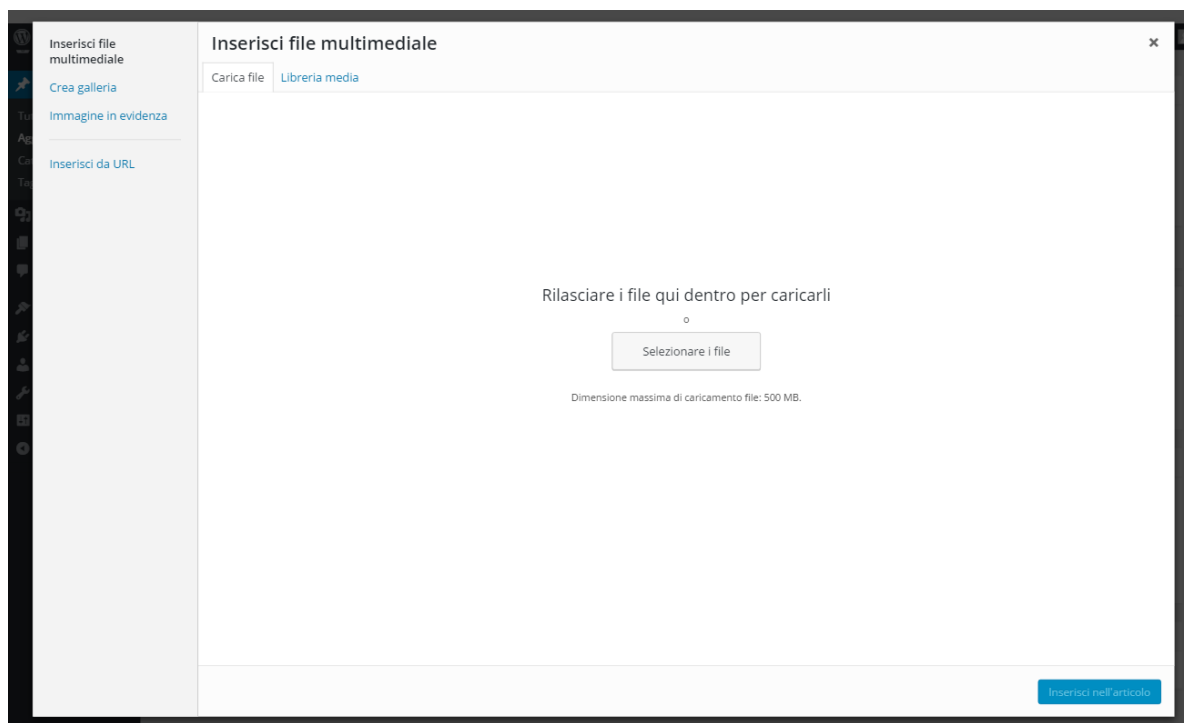 Inserisci file
multimediale
Crea galleria
Immagine in evidenza
Inserisci da URL
Inserisci file multimediale
Carica file
Libreria media
Rilasciare i file qui dentro per caricarli
o
Selezionare i file
Dimensione massima di caricamento file: 500 MB.
Inserisci nell'articolo